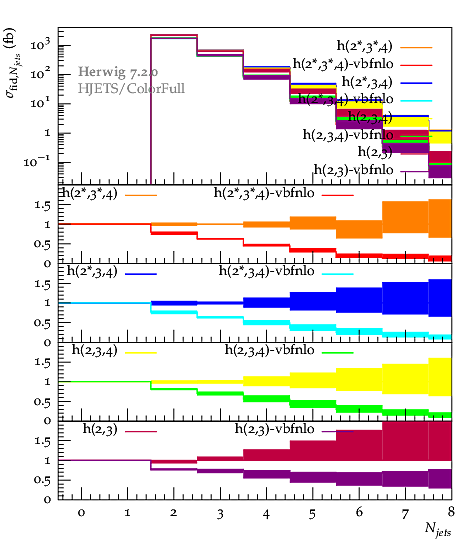 σfid,Njets (fb)
10³
10²
10¹
1
10⁻¹
Herwig 7.2.0
HJETS/ColorFull
h(2*,3*,4)
h(2*,3*,4)-vbfnlo
h(2*,3,4)
h(2*,3,4)-vbfnlo
h(2,3,4)
h(2,3,4)-vbfnlo
h(2,3)
h(2,3)-vbfnlo
h(2*,3*,4) h(2*,3*,4)-vbfnlo
1.5
1
0.5
0
h(2*,3,4) h(2*,3,4)-vbfnlo
1.5
1
0.5
0
h(2,3,4) h(2,3,4)-vbfnlo
1.5
1
0.5
0
h(2,3) h(2,3)-vbfnlo
1.5
1
0.5
0
0 1 2 3 4 5 6 7 8
Njets